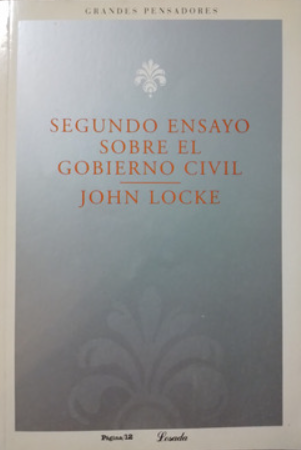 GRANDES PENSADORES
SEGUNDO ENSAYO
SOBRE EL
GOBIERNO CIVIL
JOHN LOCKE
Página/12 Losada